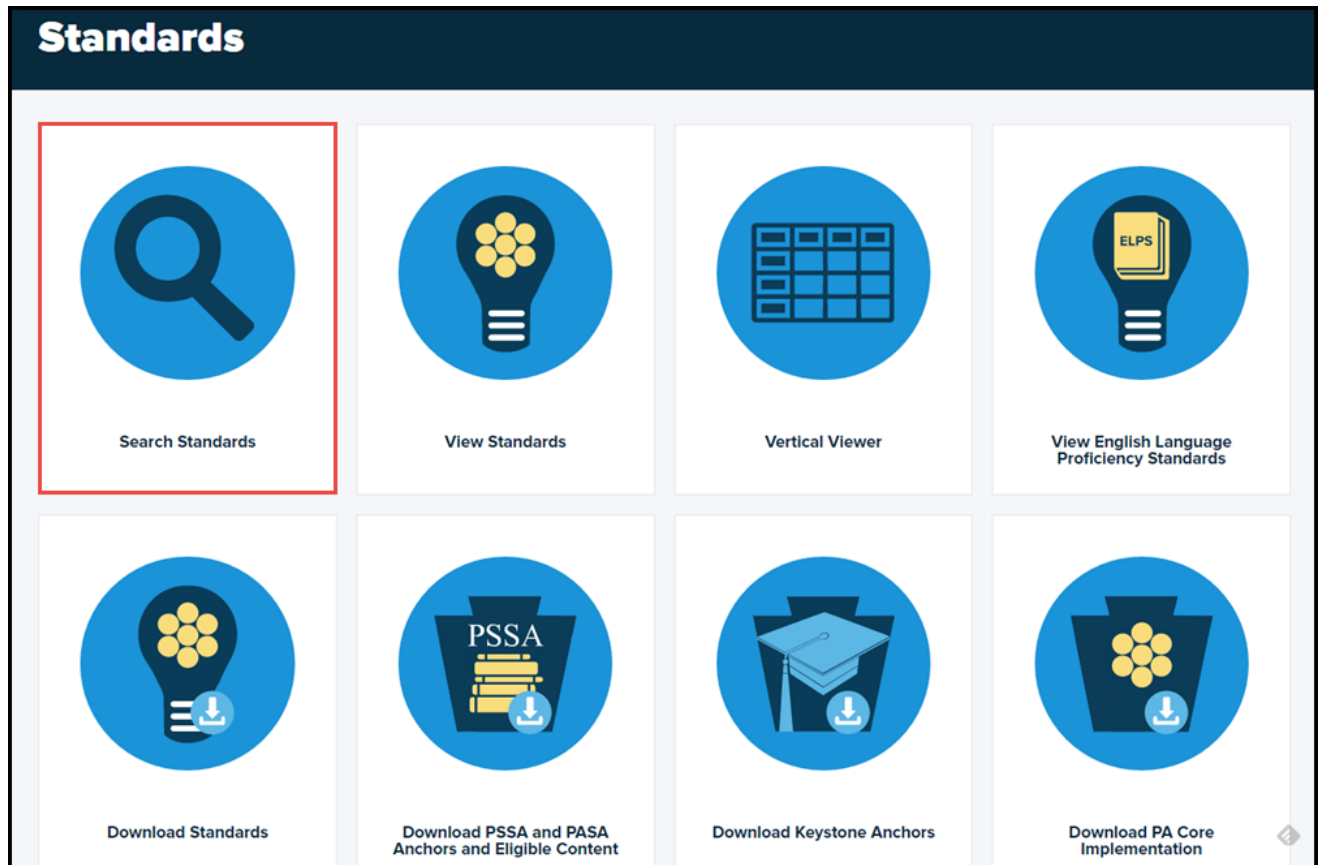 Standards
ELPS
Search Standards
View Standards
Vertical Viewer
View English Language
Proficiency Standards
PSSA
Download Standards
Download PSSA and PASA
Anchors and Eligible Content
Download Keystone Anchors
Download PA Core
Implementation